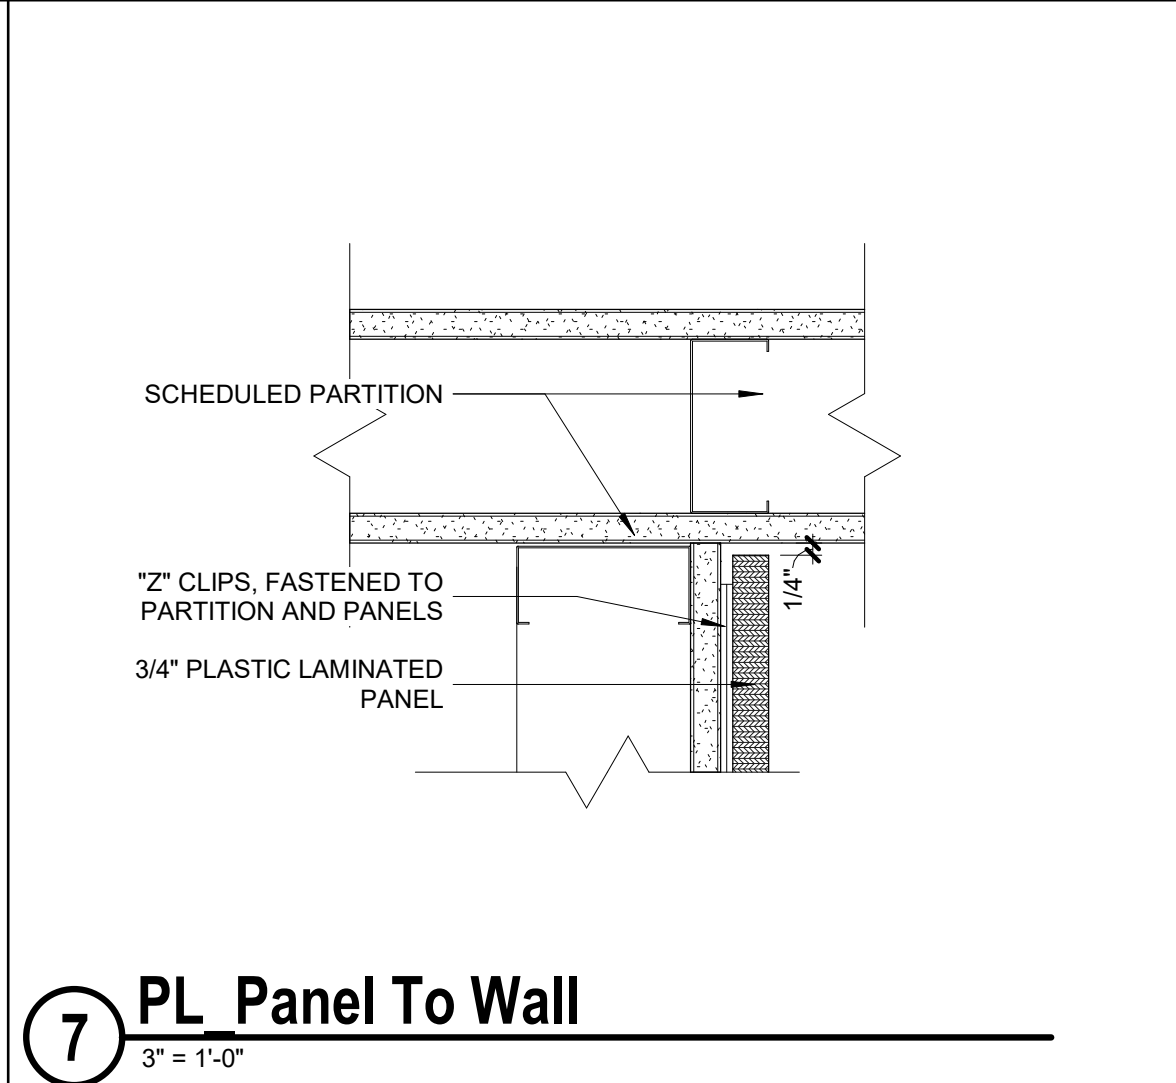 SCHEDULED PARTITION
"Z" CLIPS, FASTENED TO
PARTITION AND PANELS
1/4"
3/4" PLASTIC LAMINATED
PANEL
7
PL_Panel To Wall
3" = 1'-0"